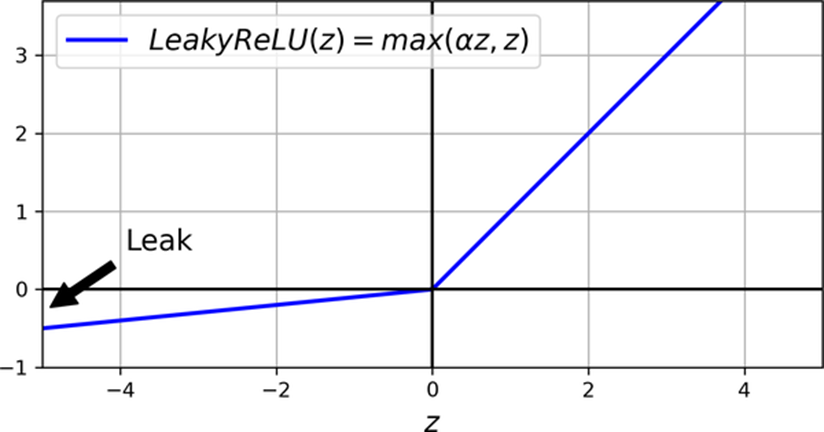 LeakyReLU(z) = max(αz, z)
3
2
1
Leak
0
−1
−4 −2 0 2 4
z